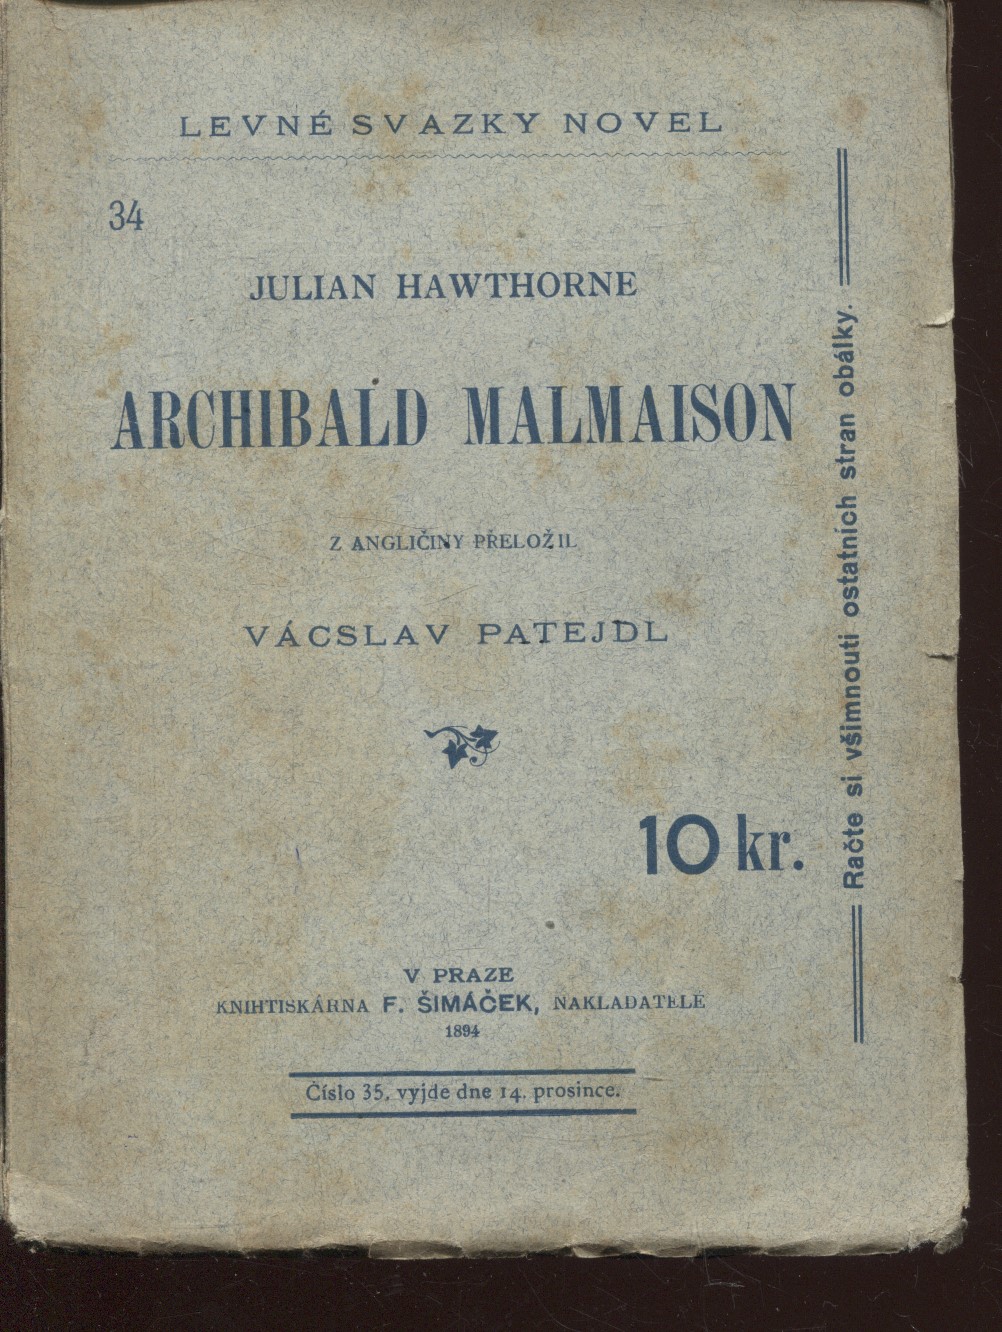 LEVNÉ SVAZKY NOVEL
34
JULIAN HAWTHORNE
ARCHIBALD MALMAISON
Z ANGLIČINY PŘELOŽIL
VÁCSLAV PATEJDL
10 kr.
V PRAZE
KNIHTISKÁRNA F. ŠIMÁČEK, NAKLADATELÉ
1894
Číslo 35. vyjde dne 14. prosince.
Račte si všimnouti ostatních stran obálky.